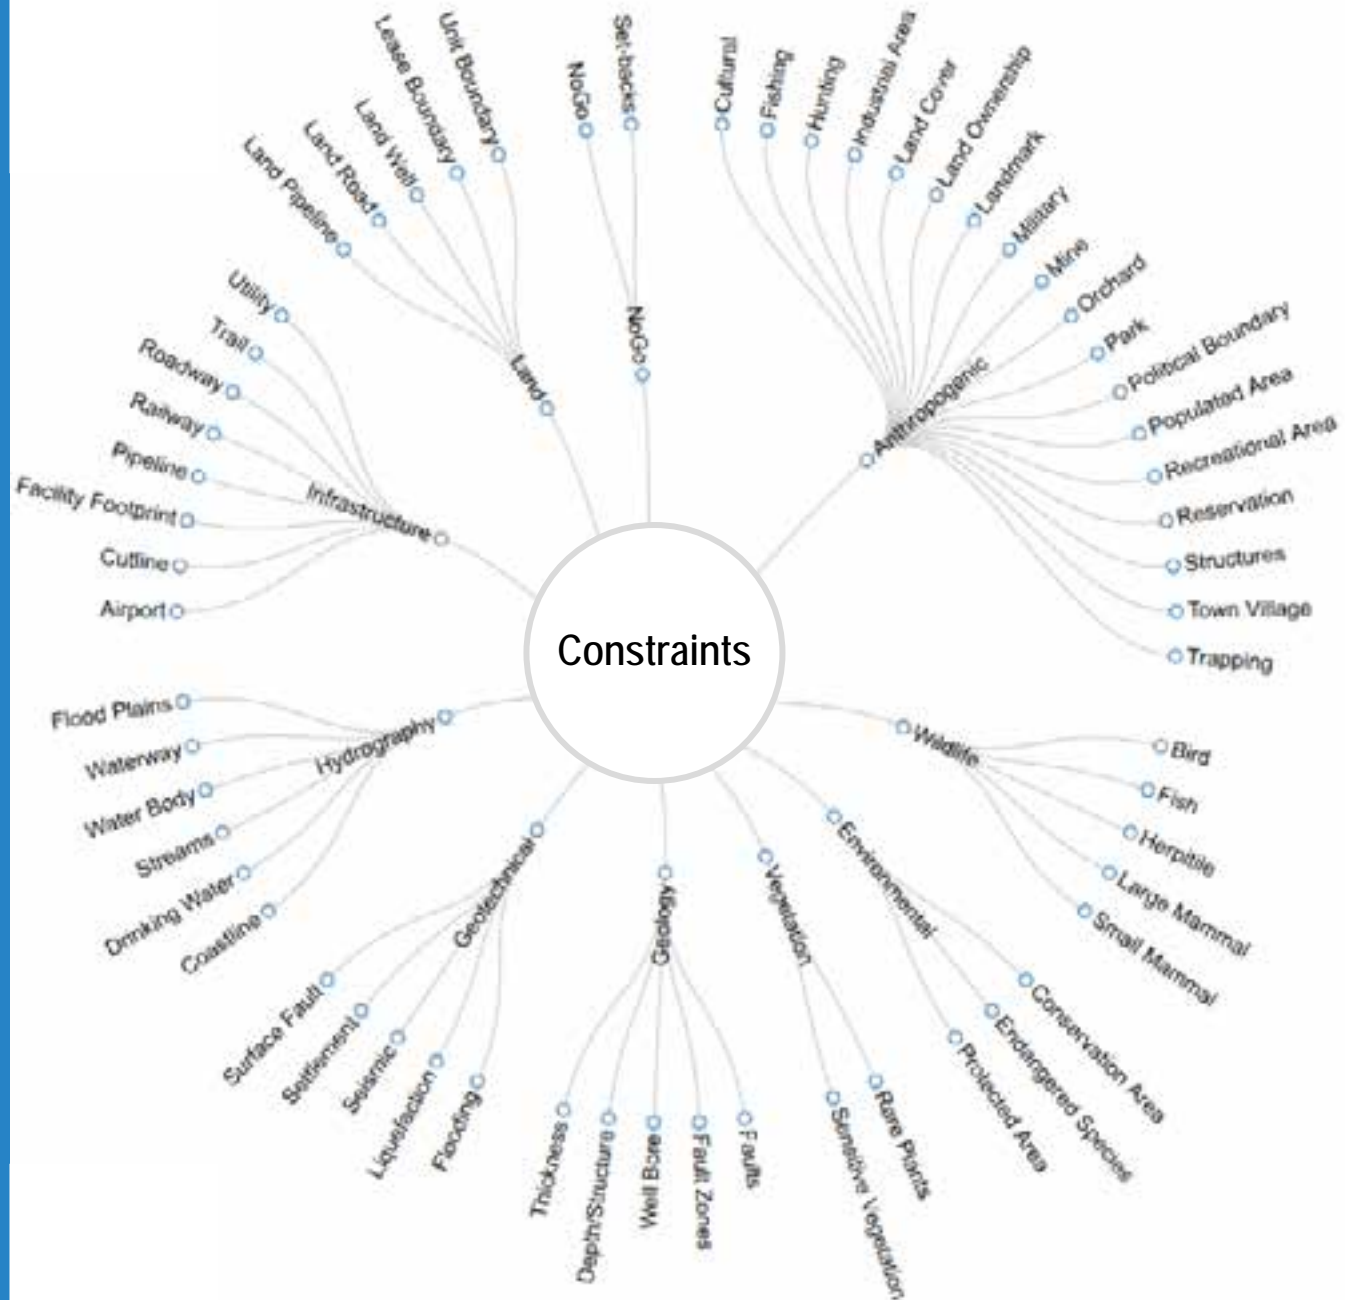 Constraints
NoGo
NoGo
Set-backs
Anthropogenic
Cultural
Fishing
Hunting
Industrial Area
Land Cover
Land Ownership
Landmark
Military
Mine
Orchard
Park
Political Boundary
Populated Area
Recreational Area
Reservation
Structures
Town Village
Trapping
Wildlife
Bird
Fish
Herpitile
Large Mammal
Small Mammal
Environmental
Conservation Area
Endangered Species
Protected Area
Vegetation
Rare Plants
Sensitive Vegetation
Geology
Faults
Fault Zones
Well Bore
Depth/Structure
Thickness
Geotechnical
Flooding
Liquefaction
Seismic
Settlement
Surface Fault
Hydrography
Coastline
Drinking Water
Streams
Water Body
Waterway
Flood Plains
Infrastructure
Airport
Cutline
Facility Footprint
Pipeline
Railway
Roadway
Trail
Utility
Land
Land Pipeline
Land Road
Land Well
Lease Boundary
Unit Boundary